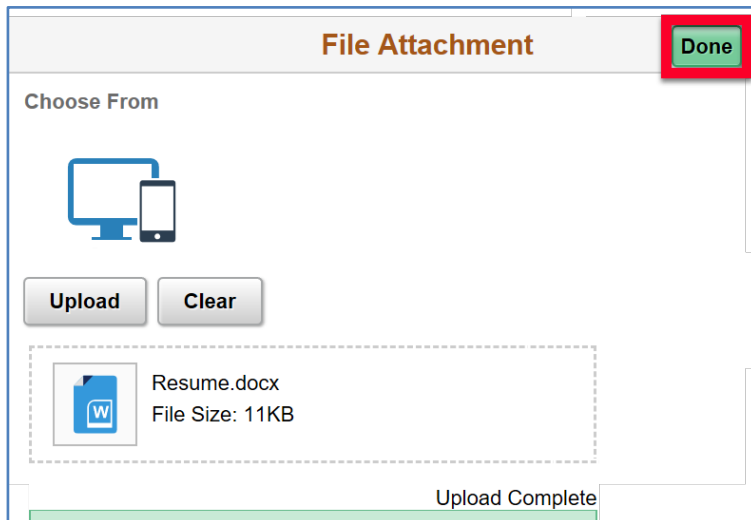 File Attachment
Done
Choose From
Upload
Clear
W
Resume.docx
File Size: 11KB
Upload Complete